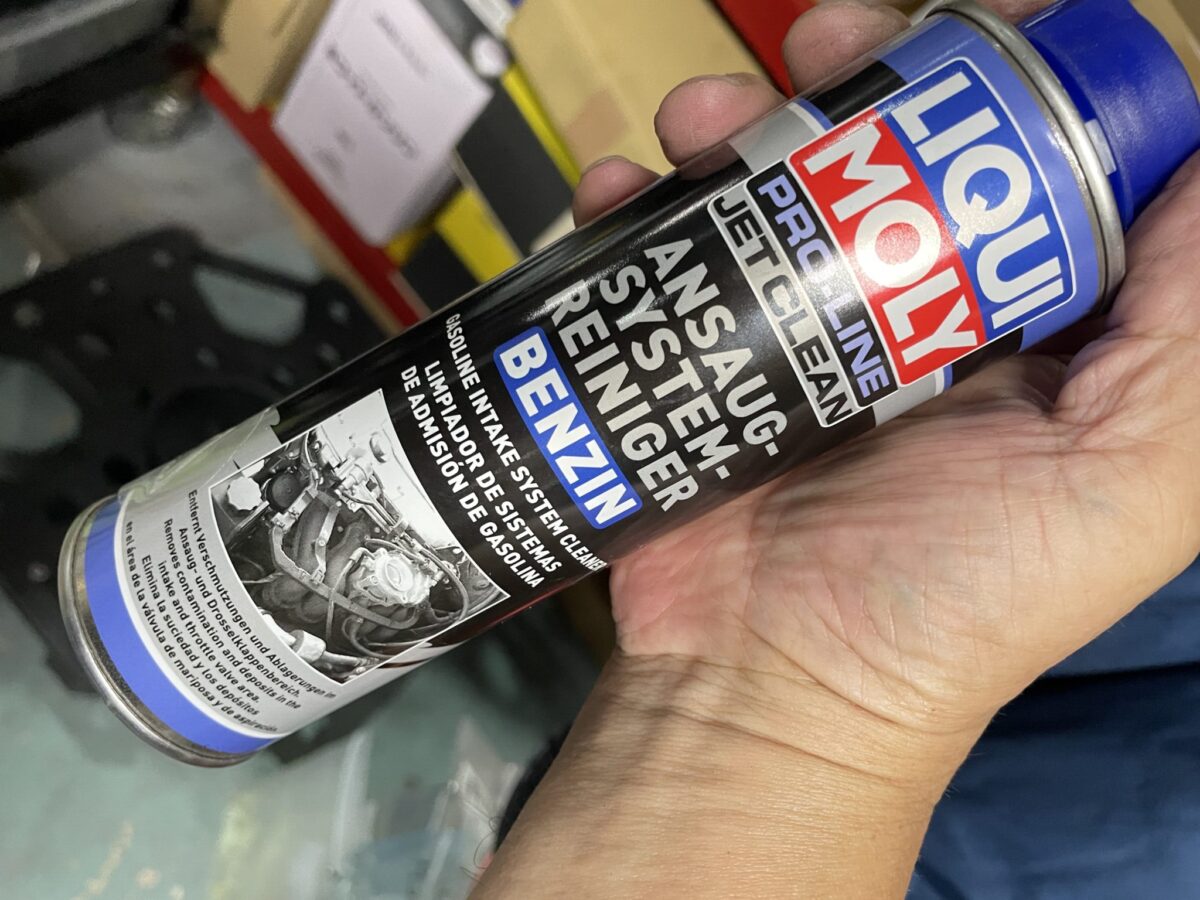 LIQUI
MOLY
PRO-LINE
JET CLEAN
ANSAUG-
SYSTEM-
REINIGER
BENZIN
GASOLINE INTAKE SYSTEM CLEANER
LIMPIADOR DE SISTEMAS
DE ADMISIÓN DE GASOLINA
Entfernt Verschmutzungen und Ablagerungen im
Ansaug- und Drosselklappenbereich.
Removes contamination and deposits in the
intake and throttle valve area.
Elimina la suciedad y los depósitos
en el área de la válvula de mariposa y de aspiración.